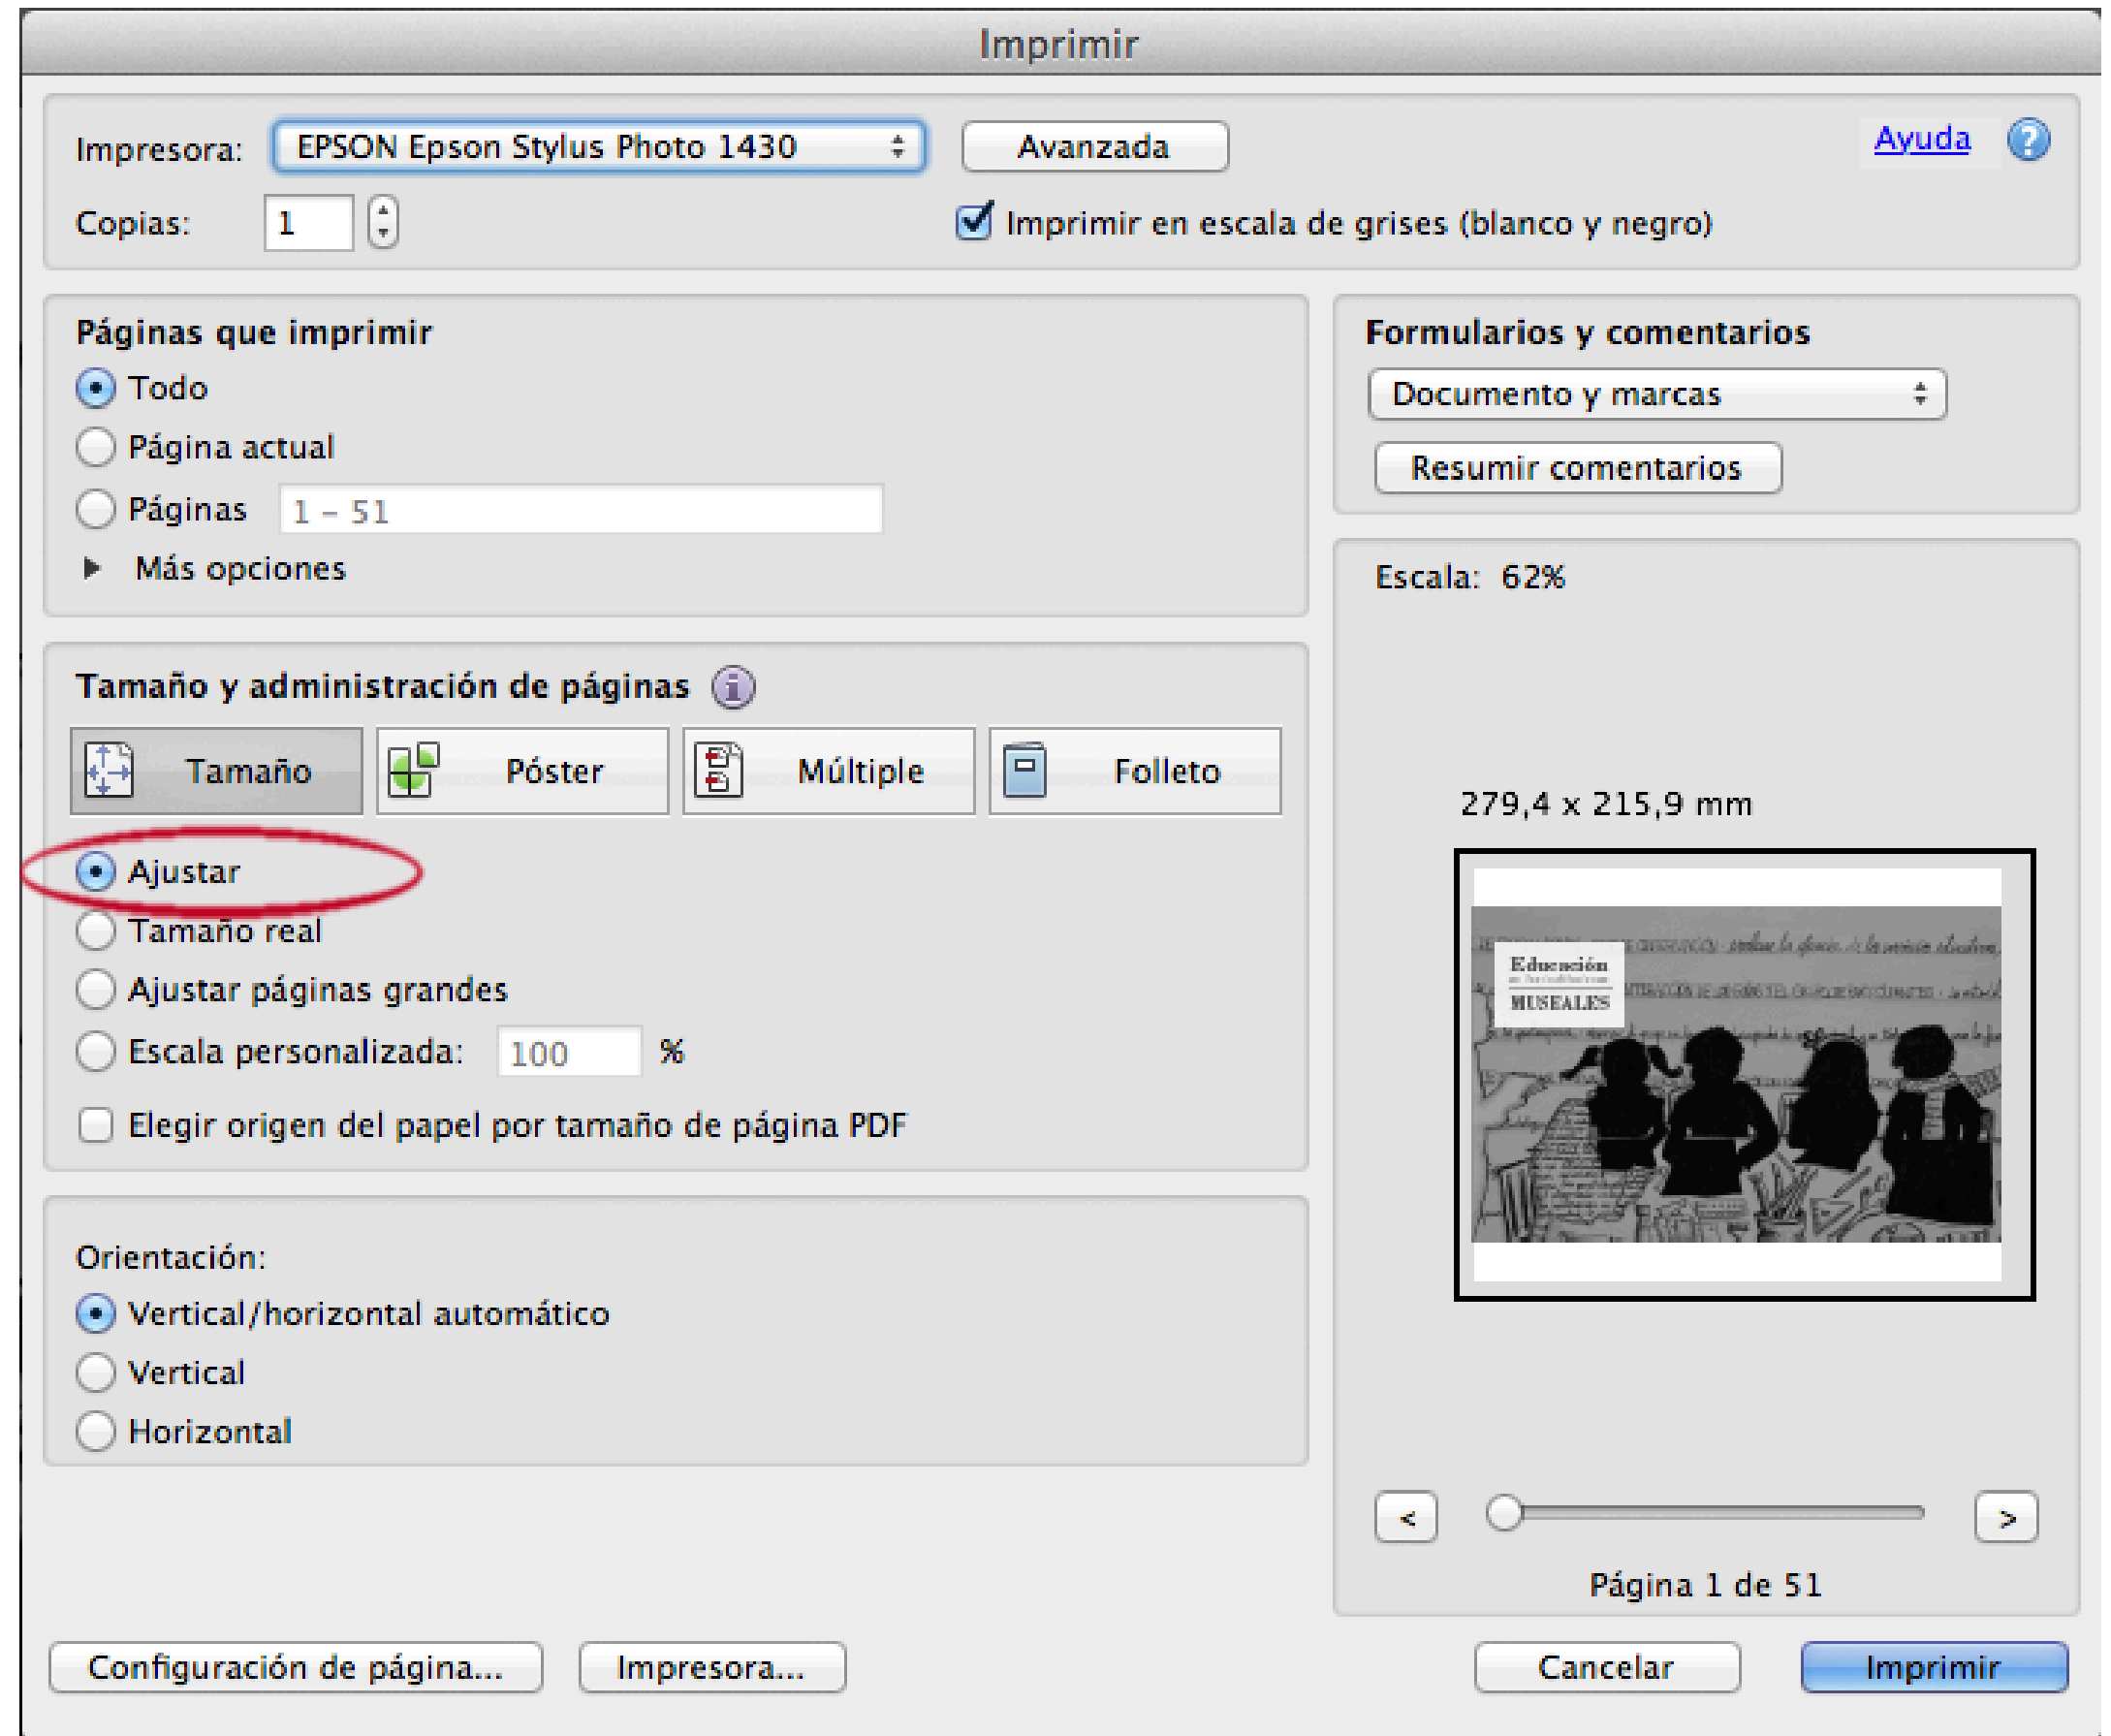 Imprimir
Impresora: EPSON Epson Stylus Photo 1430 Avanzada Ayuda ?
Copias: 1 Imprimir en escala de grises (blanco y negro)
Páginas que imprimir
Todo
Página actual
Páginas 1 – 51
Más opciones
Formularios y comentarios
Documento y marcas
Resumir comentarios
Tamaño y administración de páginas i
Tamaño Póster Múltiple Folleto
Ajustar
Tamaño real
Ajustar páginas grandes
Escala personalizada: 100 %
Elegir origen del papel por tamaño de página PDF
Orientación:
Vertical/horizontal automático
Vertical
Horizontal
Escala: 62%
279,4 x 215,9 mm
Educación
MUSEALES
< >
Página 1 de 51
Configuración de página... Impresora... Cancelar Imprimir